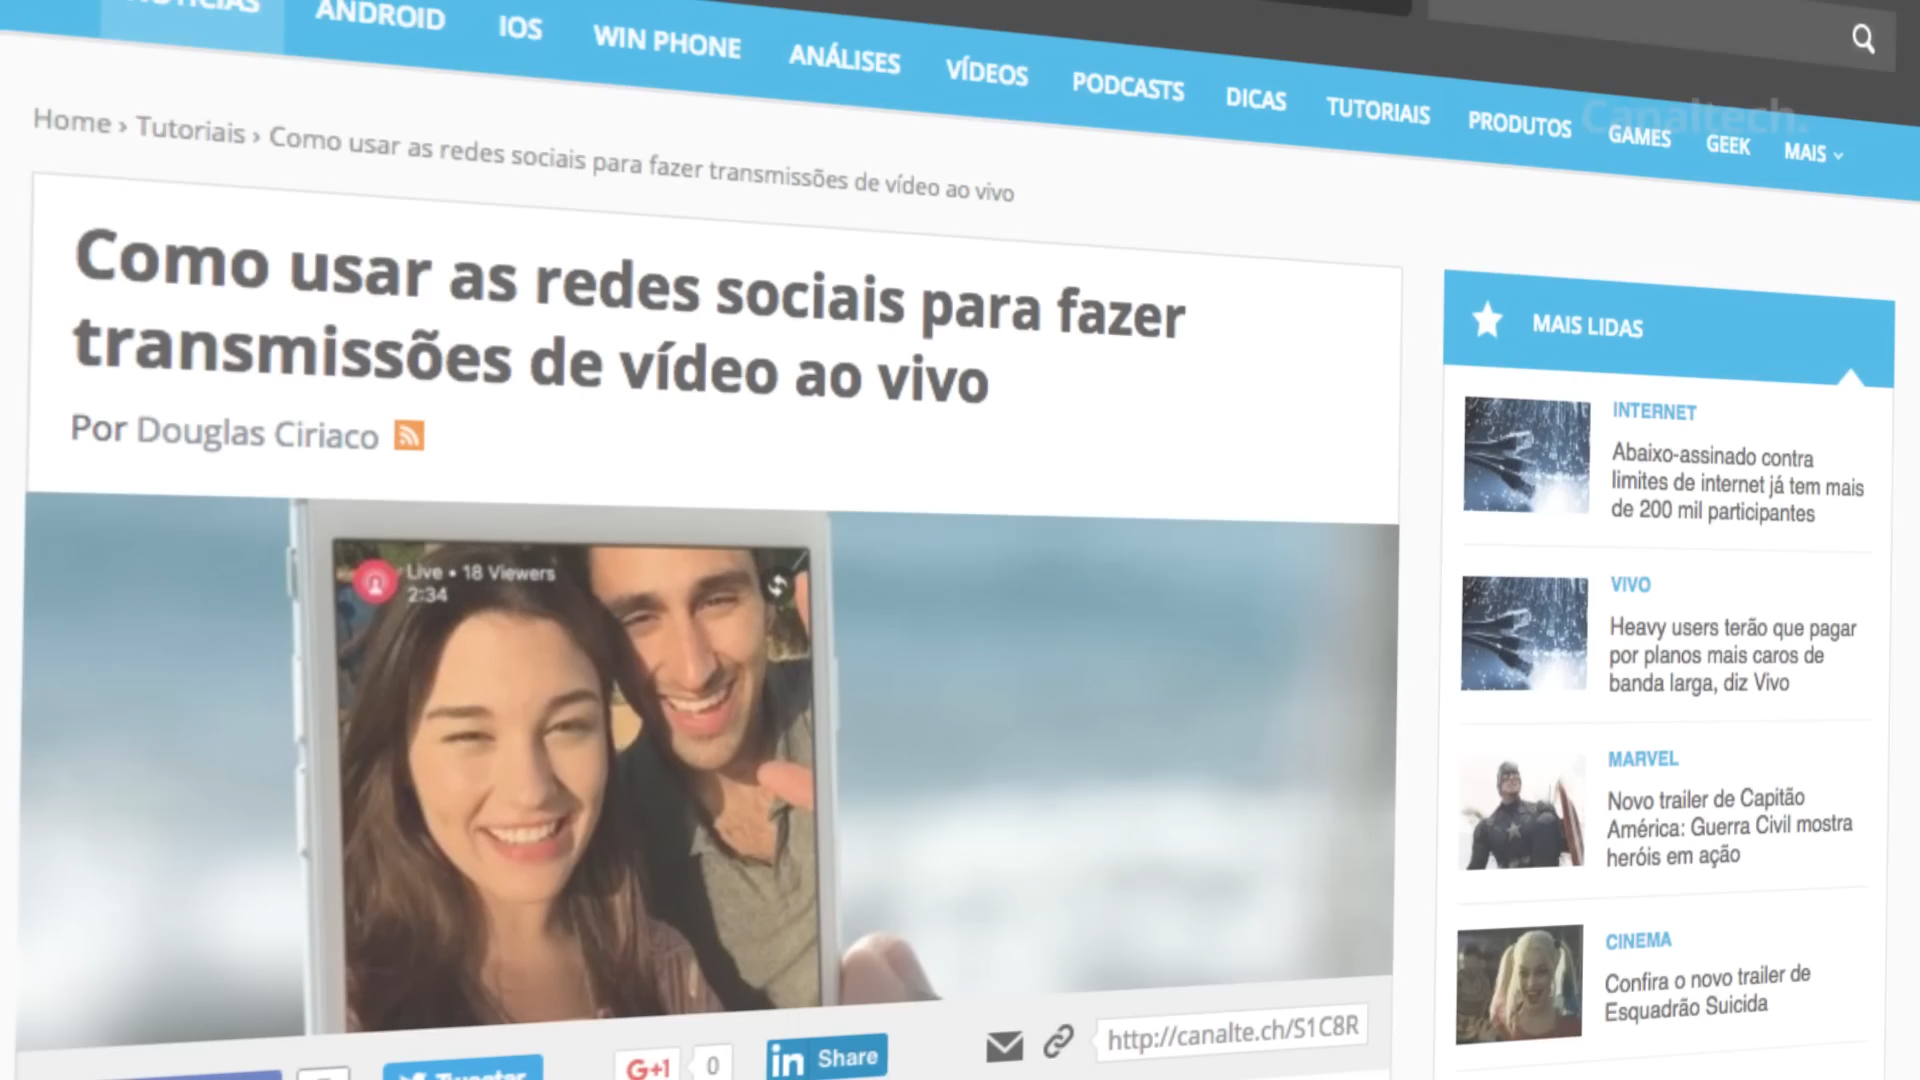 NOTÍCIAS
ANDROID
IOS
WIN PHONE
ANÁLISES
VÍDEOS
PODCASTS
DICAS
TUTORIAIS
PRODUTOS
GAMES
GEEK
MAIS
Canaltech.
Home › Tutoriais › Como usar as redes sociais para fazer transmissões de vídeo ao vivo
Como usar as redes sociais para fazer
transmissões de vídeo ao vivo
Por Douglas Ciriaco
Live • 18 Viewers
2:34
Tweetar
G+1
0
in Share
http://canalte.ch/S1C8R
MAIS LIDAS
INTERNET
Abaixo-assinado contra
limites de internet já tem mais
de 200 mil participantes
VIVO
Heavy users terão que pagar
por planos mais caros de
banda larga, diz Vivo
MARVEL
Novo trailer de Capitão
América: Guerra Civil mostra
heróis em ação
CINEMA
Confira o novo trailer de
Esquadrão Suicida